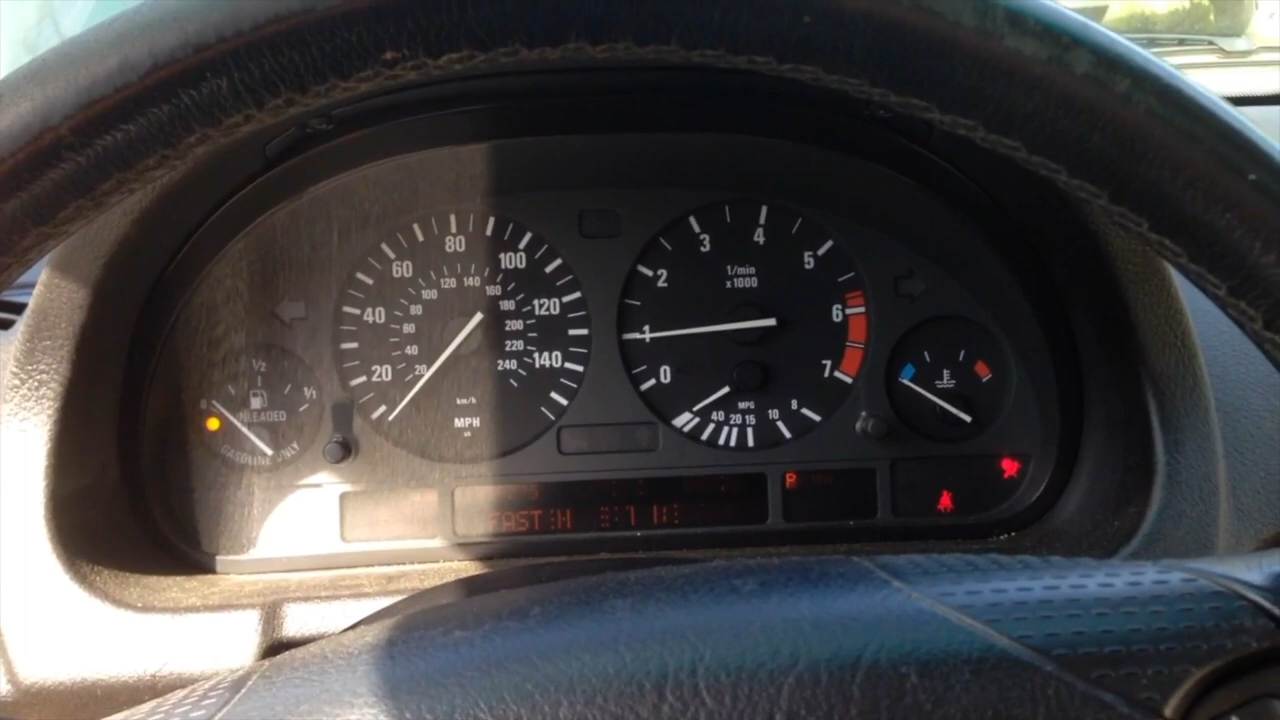 20 40 60 80 100 120 140
20 40 60 80 100 120 140 160 180 200 220 240
km/h
MPH
us
0 1 2 3 4 5 6 7
1/min
x1000
MPG
40 20 15 10 8
0 1/2 1/1
UNLEADED
GASOLINE ONLY
P